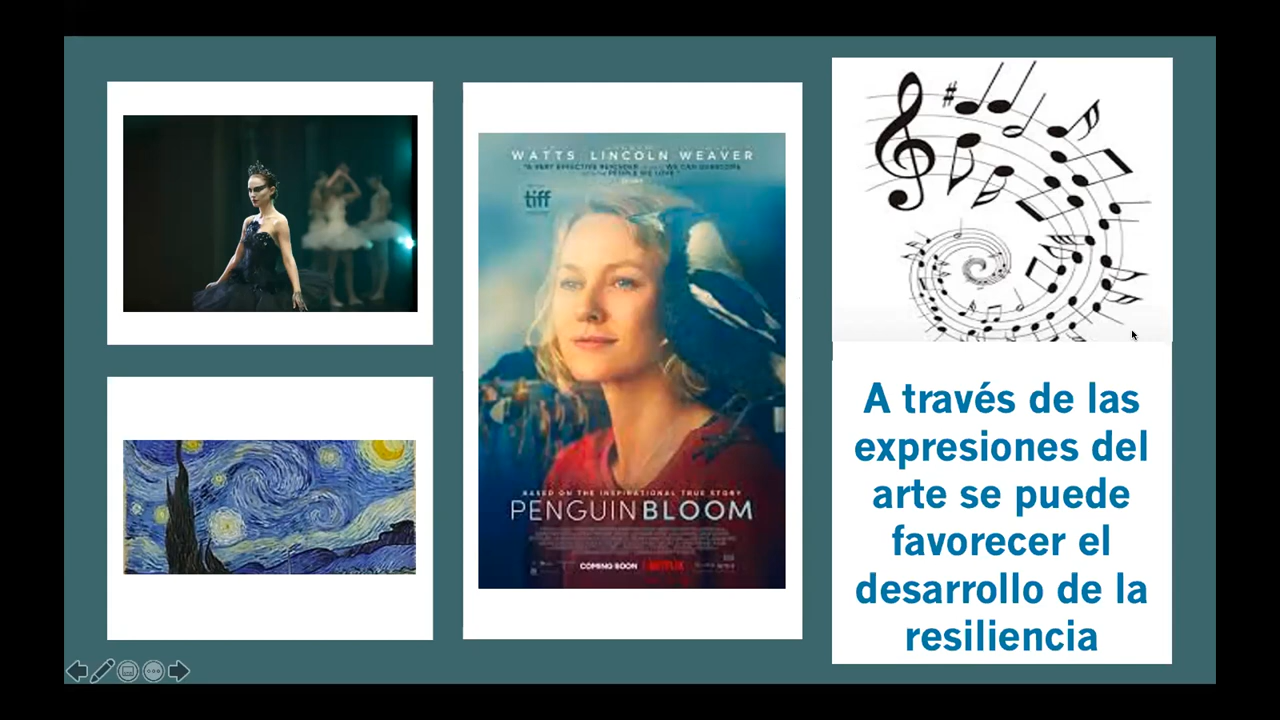 WATTS LINCOLN WEAVER
tiff
BASED ON THE INSPIRATIONAL TRUE STORY
PENGUIN BLOOM
COMING SOON NETFLIX
A través de las
expresiones del
arte se puede
favorecer el
desarrollo de la
resiliencia